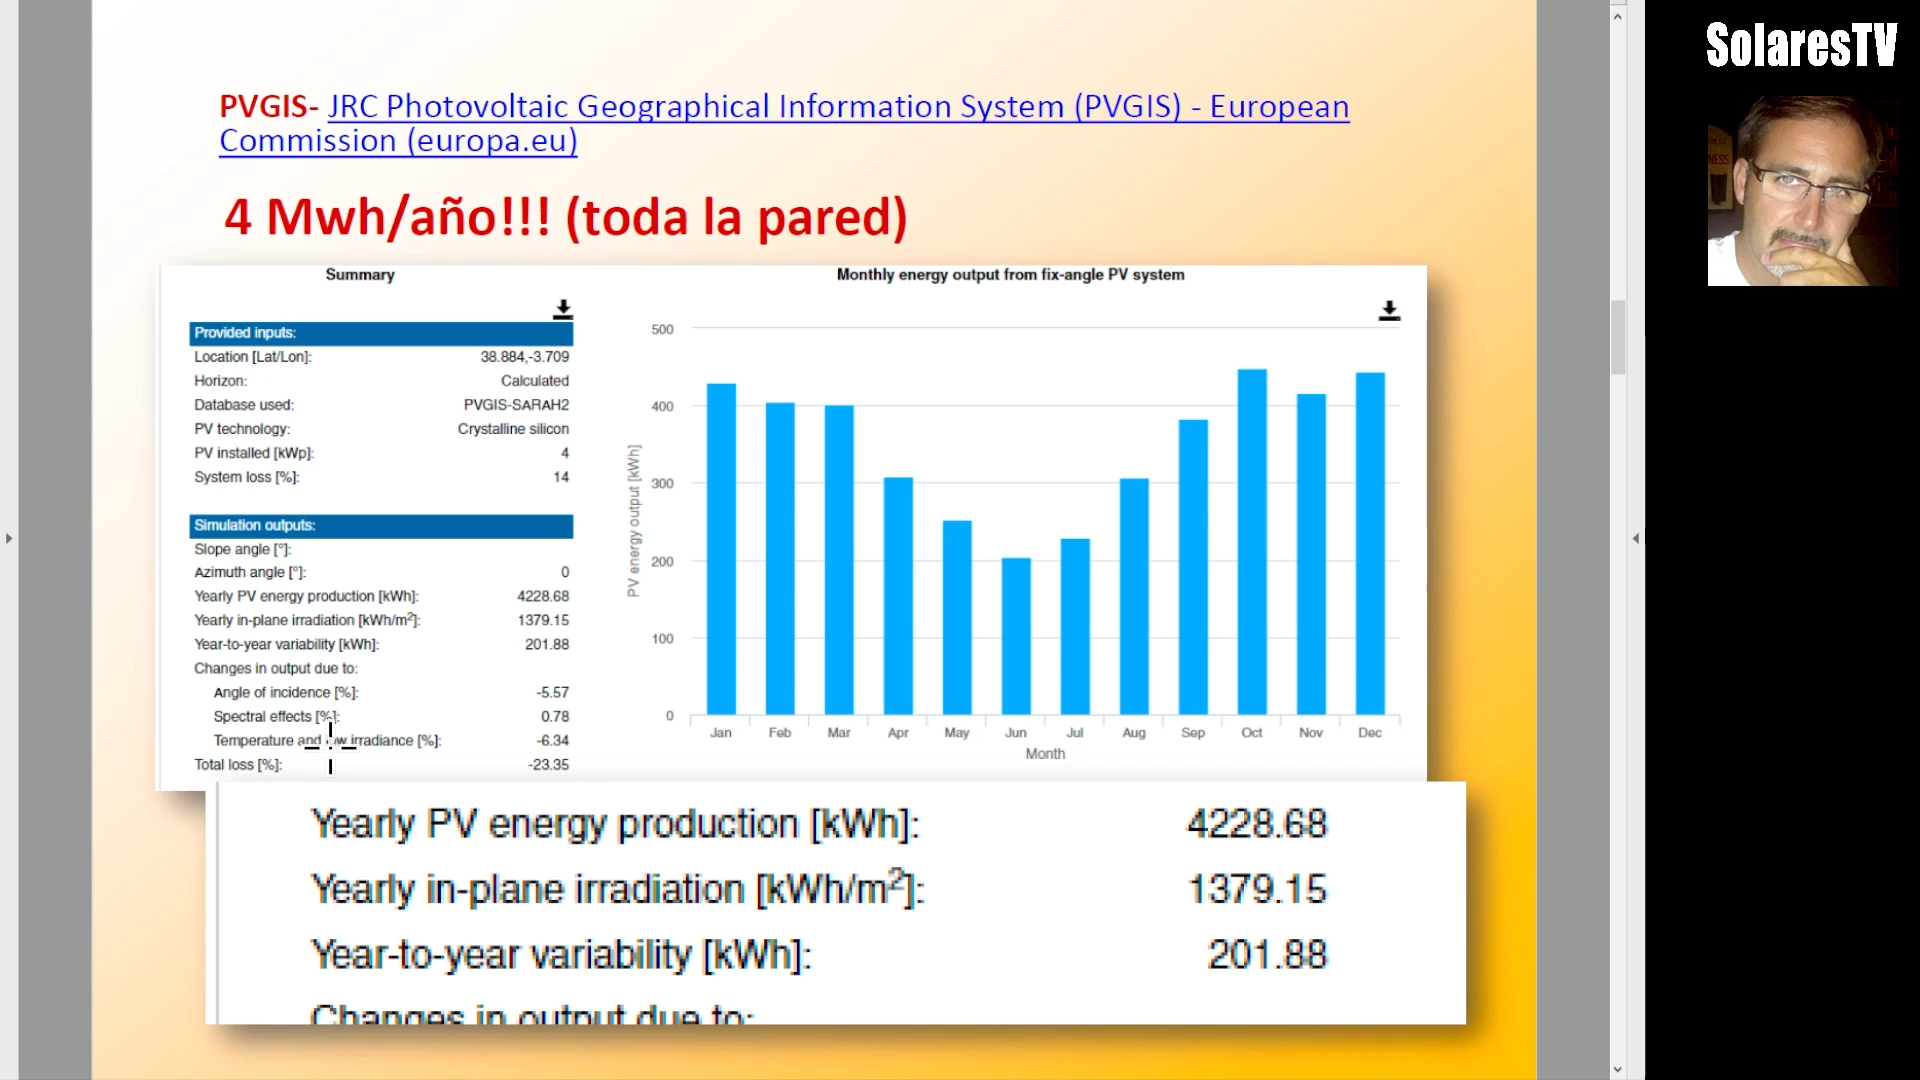 SolaresTV
PVGIS- JRC Photovoltaic Geographical Information System (PVGIS) - European
Commission (europa.eu)
4 Mwh/año!!! (toda la pared)
Summary
Provided inputs:
Location [Lat/Lon]: 38.884,-3.709
Horizon: Calculated
Database used: PVGIS-SARAH2
PV technology: Crystalline silicon
PV installed [kWp]: 4
System loss [%]: 14
Simulation outputs:
Slope angle [°]:
Azimuth angle [°]: 0
Yearly PV energy production [kWh]: 4228.68
Yearly in-plane irradiation [kWh/m²]: 1379.15
Year-to-year variability [kWh]: 201.88
Changes in output due to:
Angle of incidence [%]: -5.57
Spectral effects [%]: 0.78
Temperature and low irradiance [%]: -6.34
Total loss [%]: -23.35
Monthly energy output from fix-angle PV system
PV energy output [kWh]
500
400
300
200
100
0
Jan Feb Mar Apr May Jun Jul Aug Sep Oct Nov Dec
Month
Yearly PV energy production [kWh]: 4228.68
Yearly in-plane irradiation [kWh/m²]: 1379.15
Year-to-year variability [kWh]: 201.88
Changes in output due to: